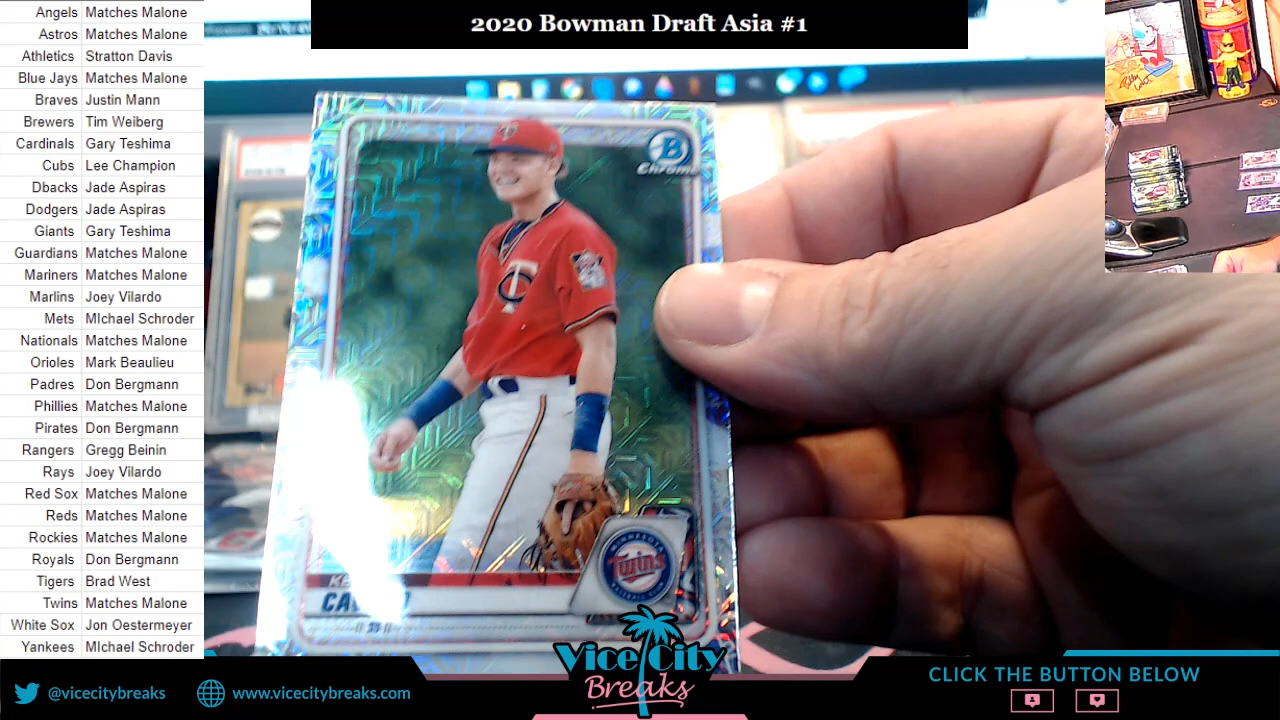 2020 Bowman Draft Asia #1
Angels Matches Malone
Astros Matches Malone
Athletics Stratton Davis
Blue Jays Matches Malone
Braves Justin Mann
Brewers Tim Weiberg
Cardinals Gary Teshima
Cubs Lee Champion
Dbacks Jade Aspiras
Dodgers Jade Aspiras
Giants Gary Teshima
Guardians Matches Malone
Mariners Matches Malone
Marlins Joey Vilardo
Mets MIchael Schroder
Nationals Matches Malone
Orioles Mark Beaulieu
Padres Don Bergmann
Phillies Matches Malone
Pirates Don Bergmann
Rangers Gregg Beinin
Rays Joey Vilardo
Red Sox Matches Malone
Reds Matches Malone
Rockies Matches Malone
Royals Don Bergmann
Tigers Brad West
Twins Matches Malone
White Sox Jon Oestermeyer
Yankees MIchael Schroder
B
Chrome
TC
TC
MINNESOTA
Twins
BASEBALL CLUB
Vice City
Breaks
@vicecitybreaks
www.vicecitybreaks.com
CLICK THE BUTTON BELOW